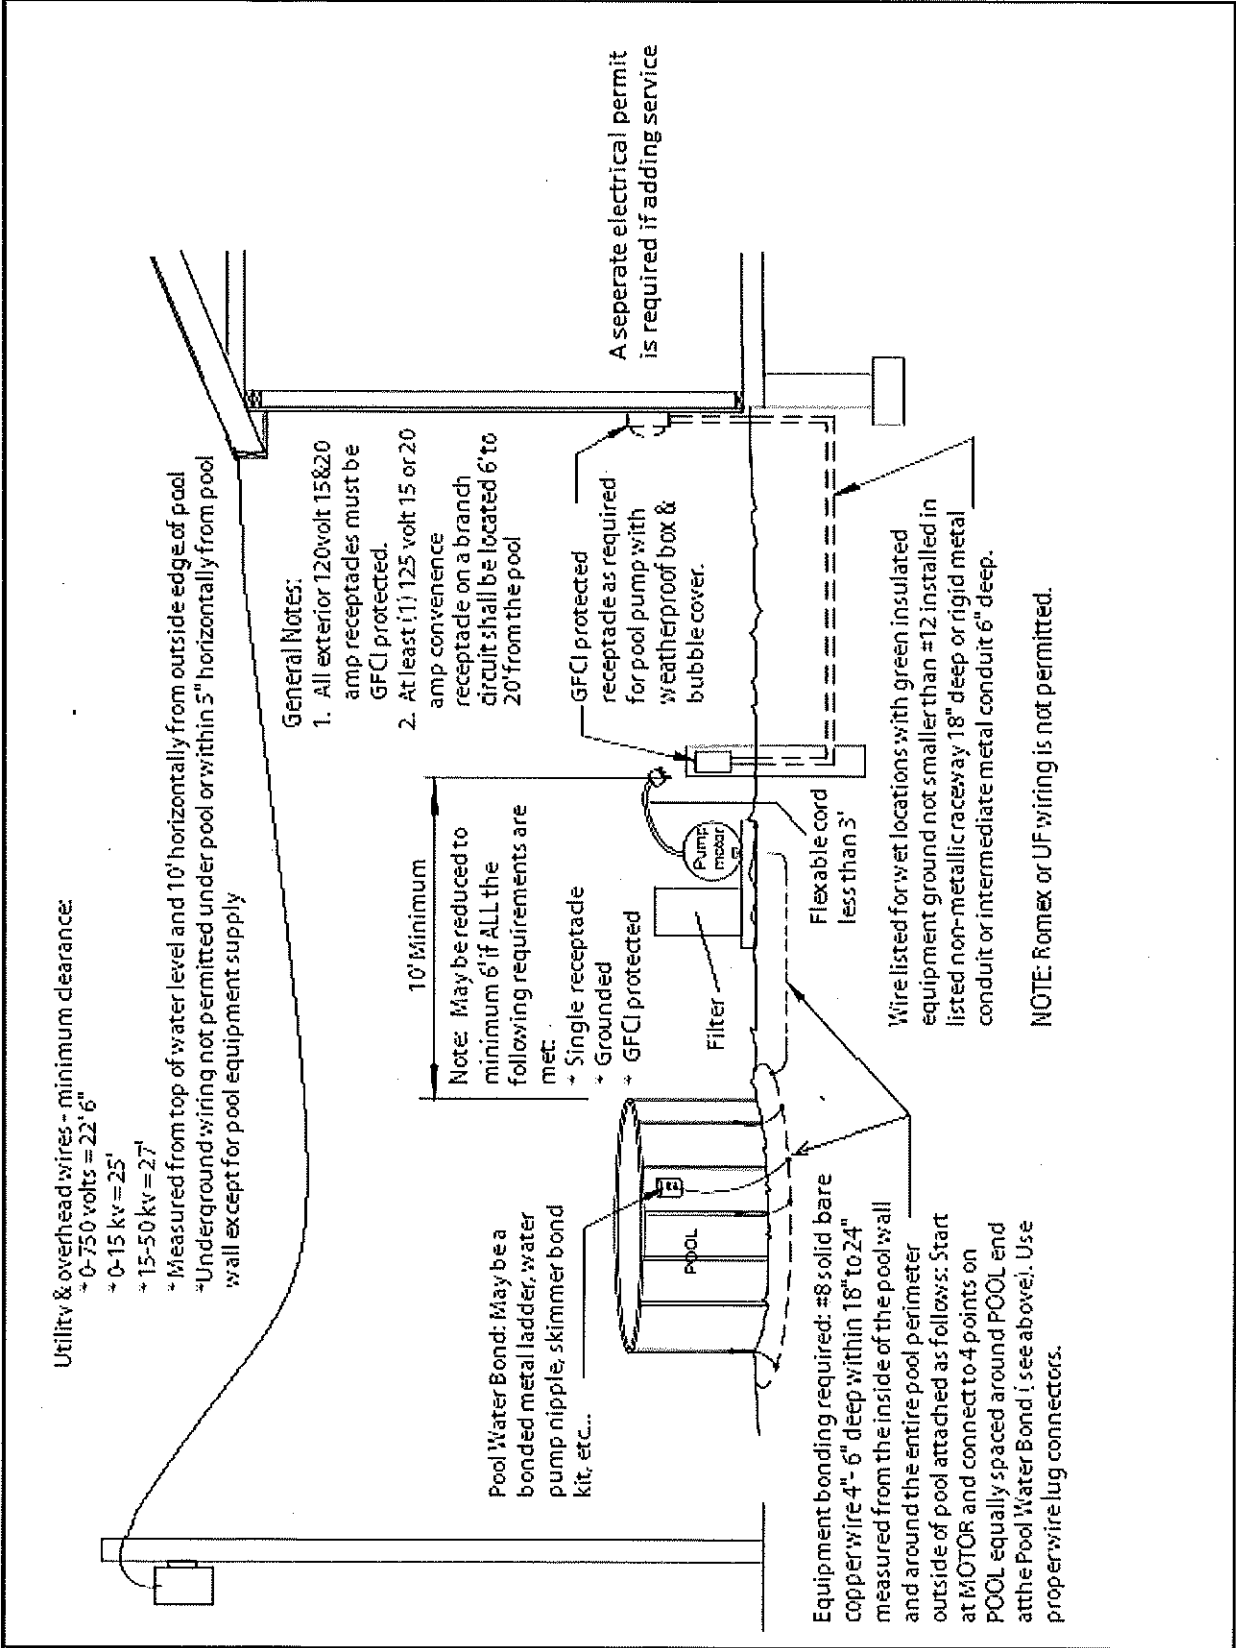 Utility & overhead wires - minimum clearance:
* 0-750 volts = 22'6"
* 0-15 kv = 25'
* 15-50 kv = 27'
* Measured from top of water level and 10' horizontally from outside edge of pool
*Underground wiring not permitted under pool or within 5" horizontally from pool
wall except for pool equipment supply
General Notes:
1. All exterior 120volt 15&20
amp receptacles must be
GFCI protected.
2. At least (1) 125 volt 15 or 20
amp convenence
receptacle on a branch
circuit shall be located 6' to
20' from the pool
10' Minimum
Note: May be reduced to
minimum 6' if ALL the
following requirements are
met:
* Single receptacle
* Grounded
* GFCI protected
Pool Water Bond: May be a
bonded metal ladder, water
pump nipple, skimmer bond
kit, etc...
GFCI protected
receptacle as required
for pool pump with
weatherproof box &
bubble cover.
A seperate electrical permit
is required if adding service
POOL
Filter
Pump
motor
Flexable cord
less than 3'
Equipment bonding required: #8 solid bare
copper wire 4"- 6" deep within 18" to 24"
measured from the inside of the pool wall
and around the entire pool perimeter
outside of pool attached as follows: Start
at MOTOR and connect to 4 points on
POOL equally spaced around POOL end
at the Pool Water Bond ( see above). Use
proper wire lug connectors.
Wire listed for wet locations with green insulated
equipment ground not smaller than #12 installed in
listed non-metallic raceway 18" deep or rigid metal
conduit or intermediate metal conduit 6" deep.
NOTE: Romex or UF wiring is not permitted.